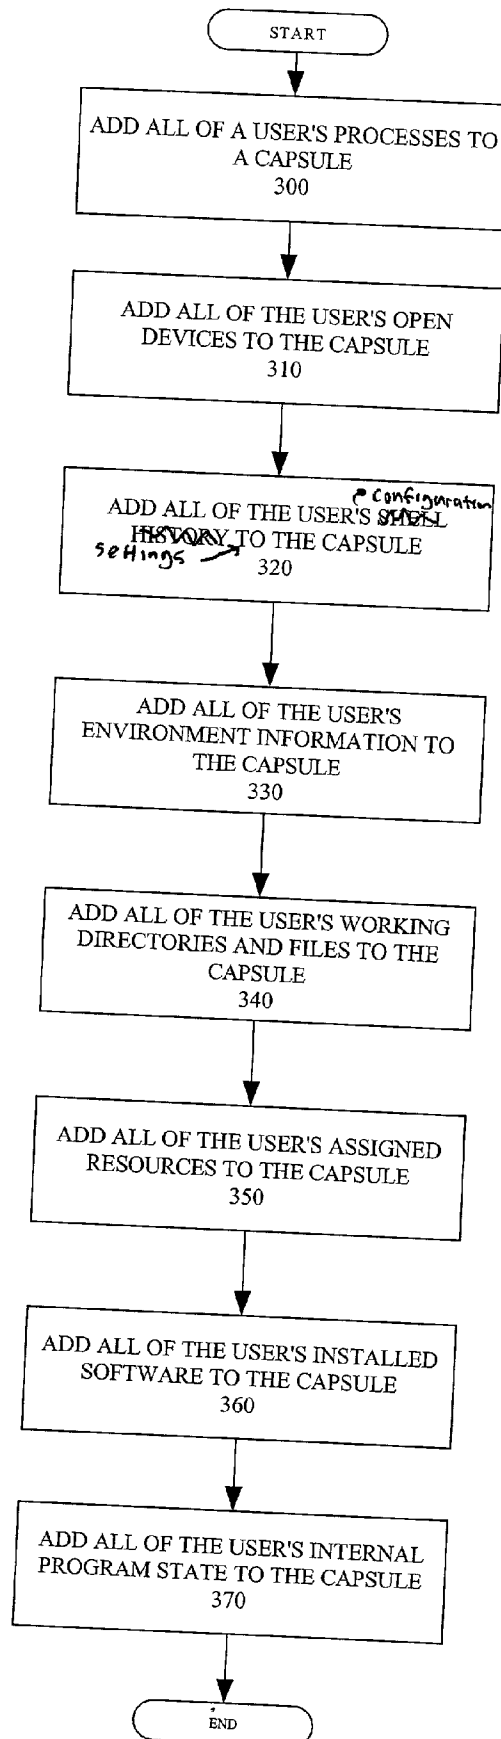 START
ADD ALL OF A USER'S PROCESSES TO
A CAPSULE
300
ADD ALL OF THE USER'S OPEN
DEVICES TO THE CAPSULE
310
configuration
ADD ALL OF THE USER'S SHELL
HISTORY TO THE CAPSULE
settings
320
ADD ALL OF THE USER'S
ENVIRONMENT INFORMATION TO
THE CAPSULE
330
ADD ALL OF THE USER'S WORKING
DIRECTORIES AND FILES TO THE
CAPSULE
340
ADD ALL OF THE USER'S ASSIGNED
RESOURCES TO THE CAPSULE
350
ADD ALL OF THE USER'S INSTALLED
SOFTWARE TO THE CAPSULE
360
ADD ALL OF THE USER'S INTERNAL
PROGRAM STATE TO THE CAPSULE
370
END